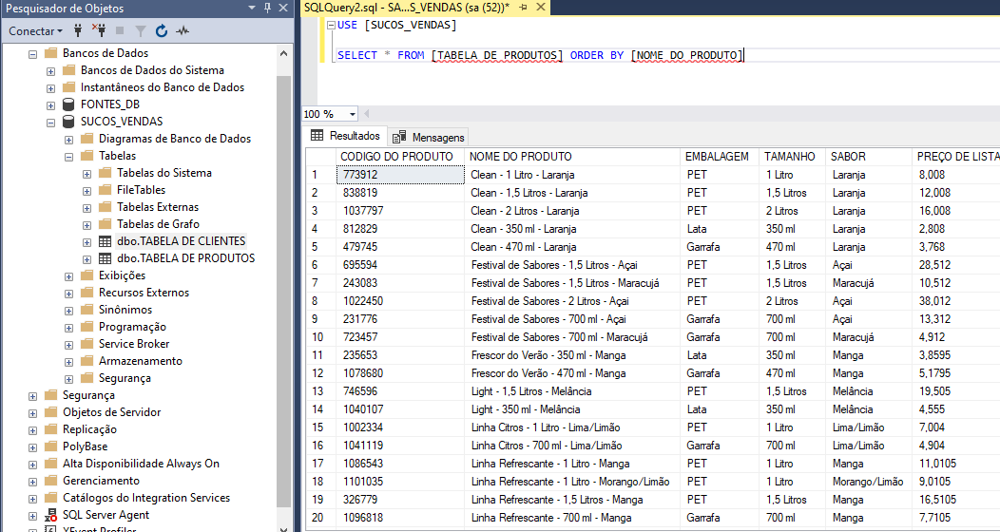 Pesquisador de Objetos
Conectar
Bancos de Dados
Bancos de Dados do Sistema
Instantâneos do Banco de Dados
FONTES_DB
SUCOS_VENDAS
Diagramas de Banco de Dados
Tabelas
Tabelas do Sistema
FileTables
Tabelas Externas
Tabelas de Grafo
dbo.TABELA DE CLIENTES
dbo.TABELA DE PRODUTOS
Exibições
Recursos Externos
Sinônimos
Programação
Service Broker
Armazenamento
Segurança
Segurança
Objetos de Servidor
Replicação
PolyBase
Alta Disponibilidade Always On
Gerenciamento
Catálogos do Integration Services
SQL Server Agent
XEvent Profiler
SQLQuery2.sql - SA...S_VENDAS (sa (52))*
USE [SUCOS_VENDAS]
SELECT * FROM [TABELA DE PRODUTOS] ORDER BY [NOME DO PRODUTO]
100 %
Resultados Mensagens
CODIGO DO PRODUTO NOME DO PRODUTO EMBALAGEM TAMANHO SABOR PREÇO DE LISTA
1 773912 Clean - 1 Litro - Laranja PET 1 Litro Laranja 8,008
2 838819 Clean - 1,5 Litros - Laranja PET 1,5 Litros Laranja 12,008
3 1037797 Clean - 2 Litros - Laranja PET 2 Litros Laranja 16,008
4 812829 Clean - 350 ml - Laranja Lata 350 ml Laranja 2,808
5 479745 Clean - 470 ml - Laranja Garrafa 470 ml Laranja 3,768
6 695594 Festival de Sabores - 1,5 Litros - Açai PET 1,5 Litros Açai 28,512
7 243083 Festival de Sabores - 1,5 Litros - Maracujá PET 1,5 Litros Maracujá 10,512
8 1022450 Festival de Sabores - 2 Litros - Açai PET 2 Litros Açai 38,012
9 231776 Festival de Sabores - 700 ml - Açai Garrafa 700 ml Açai 13,312
10 723457 Festival de Sabores - 700 ml - Maracujá Garrafa 700 ml Maracujá 4,912
11 235653 Frescor do Verão - 350 ml - Manga Lata 350 ml Manga 3,8595
12 1078680 Frescor do Verão - 470 ml - Manga Garrafa 470 ml Manga 5,1795
13 746596 Light - 1,5 Litros - Melância PET 1,5 Litros Melância 19,505
14 1040107 Light - 350 ml - Melância Lata 350 ml Melância 4,555
15 1002334 Linha Citros - 1 Litro - Lima/Limão PET 1 Litro Lima/Limão 7,004
16 1041119 Linha Citros - 700 ml - Lima/Limão Garrafa 700 ml Lima/Limão 4,904
17 1086543 Linha Refrescante - 1 Litro - Manga PET 1 Litro Manga 11,0105
18 1101035 Linha Refrescante - 1 Litro - Morango/Limão PET 1 Litro Morango/Limão 9,0105
19 326779 Linha Refrescante - 1,5 Litros - Manga PET 1,5 Litros Manga 16,5105
20 1096818 Linha Refrescante - 700 ml - Manga Garrafa 700 ml Manga 7,7105